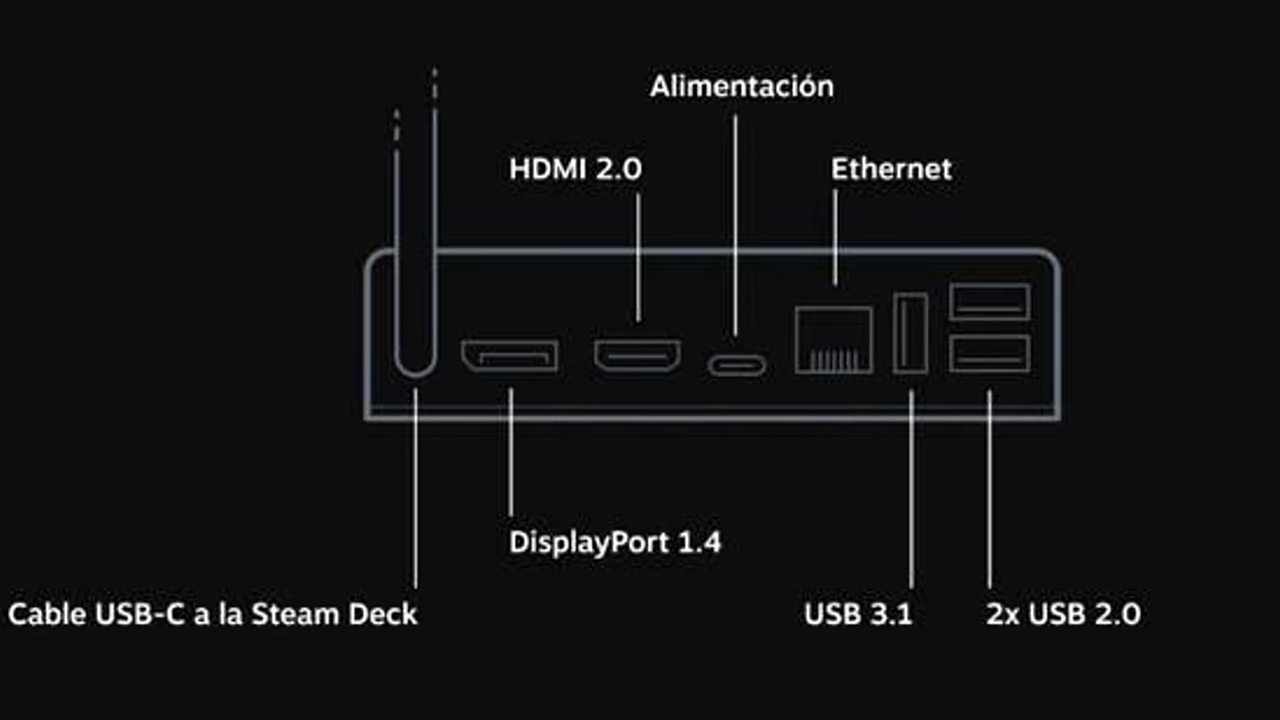 Alimentación
HDMI 2.0
Ethernet
DisplayPort 1.4
Cable USB-C a la Steam Deck
USB 3.1
2x USB 2.0